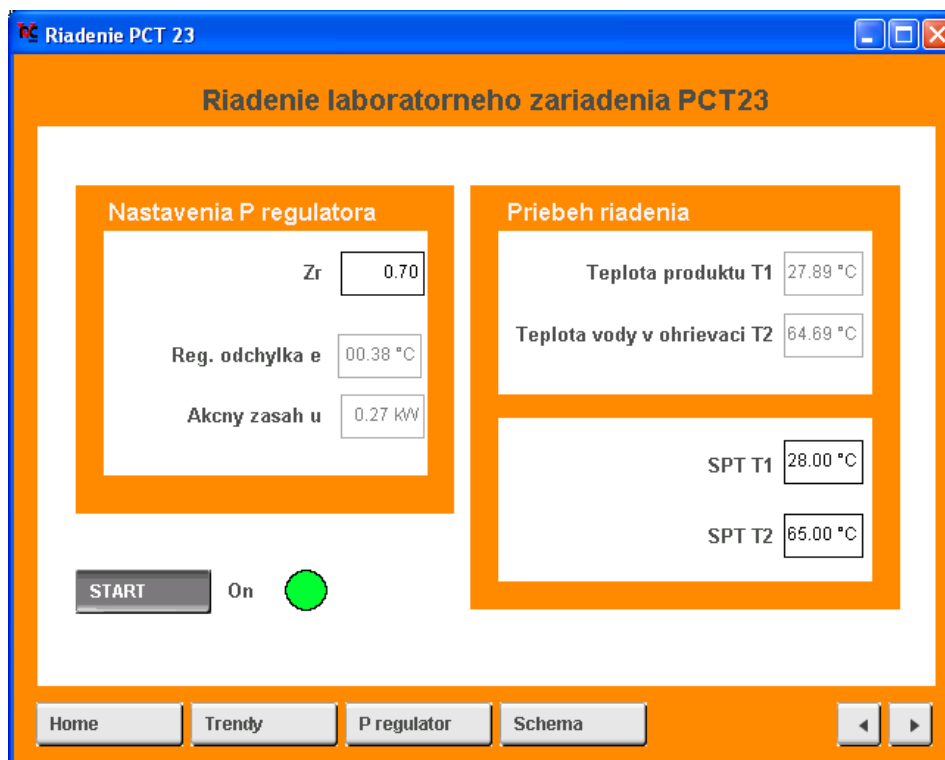 Riadenie PCT 23
Riadenie laboratorneho zariadenia PCT23
Nastavenia P regulatora
Zr 0.70
Reg. odchylka e 00.38 °C
Akcny zasah u 0.27 kW
Priebeh riadenia
Teplota produktu T1 27.89 °C
Teplota vody v ohrievaci T2 64.69 °C
SPT T1 28.00 °C
SPT T2 65.00 °C
START On
Home Trendy P regulator Schema